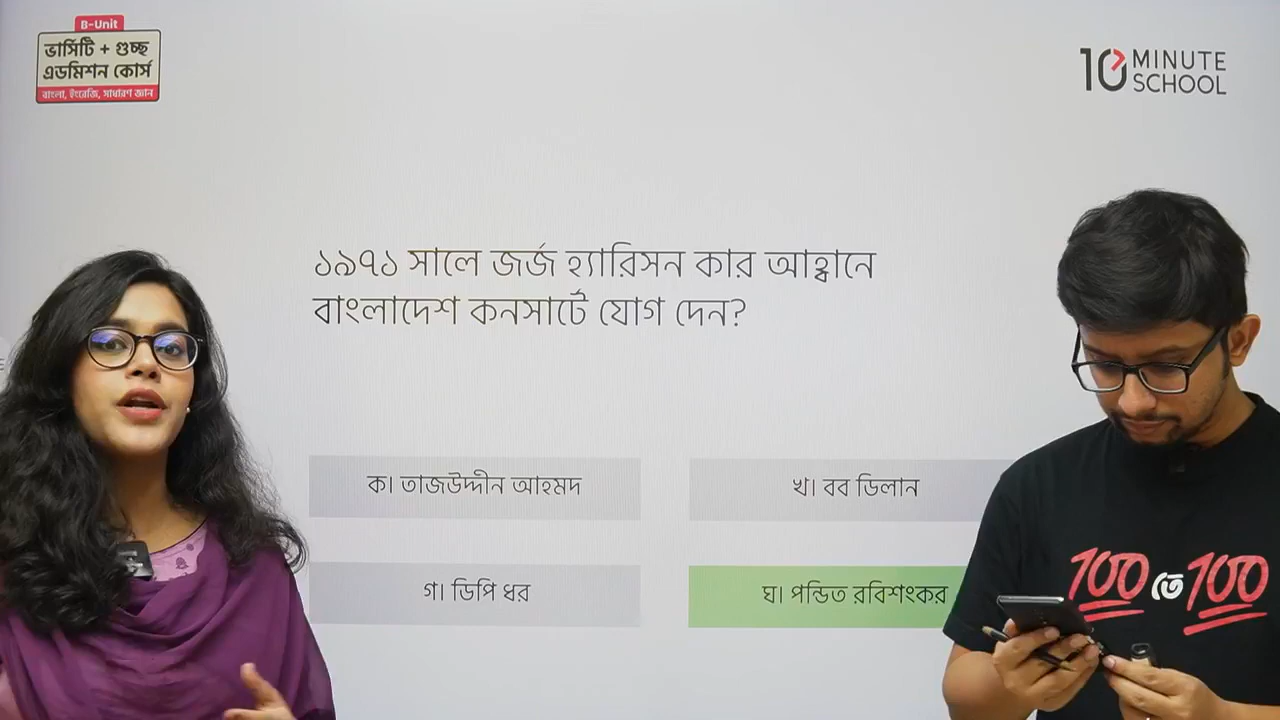 B-Unit
ভার্সিটি + গুচ্ছ
এডমিশন কোর্স
বাংলা, ইংরেজি, সাধারণ জ্ঞান
10 MINUTE
SCHOOL
১৯৭১ সালে জর্জ হ্যারিসন কার আহ্বানে
বাংলাদেশ কনসার্টে যোগ দেন?
ক। তাজউদ্দীন আহমদ
খ। বব ডিলান
গ। ডিপি ধর
ঘ। পন্ডিত রবিশংকর
100 তে 100